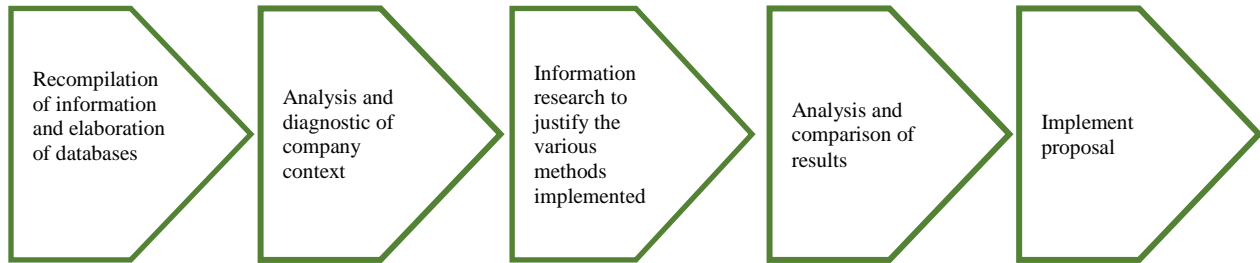 Recompilation
of information
and elaboration
of databases
Analysis and
diagnostic of
company
context
Information
research to
justify the
various
methods
implemented
Analysis and
comparison of
results
Implement
proposal